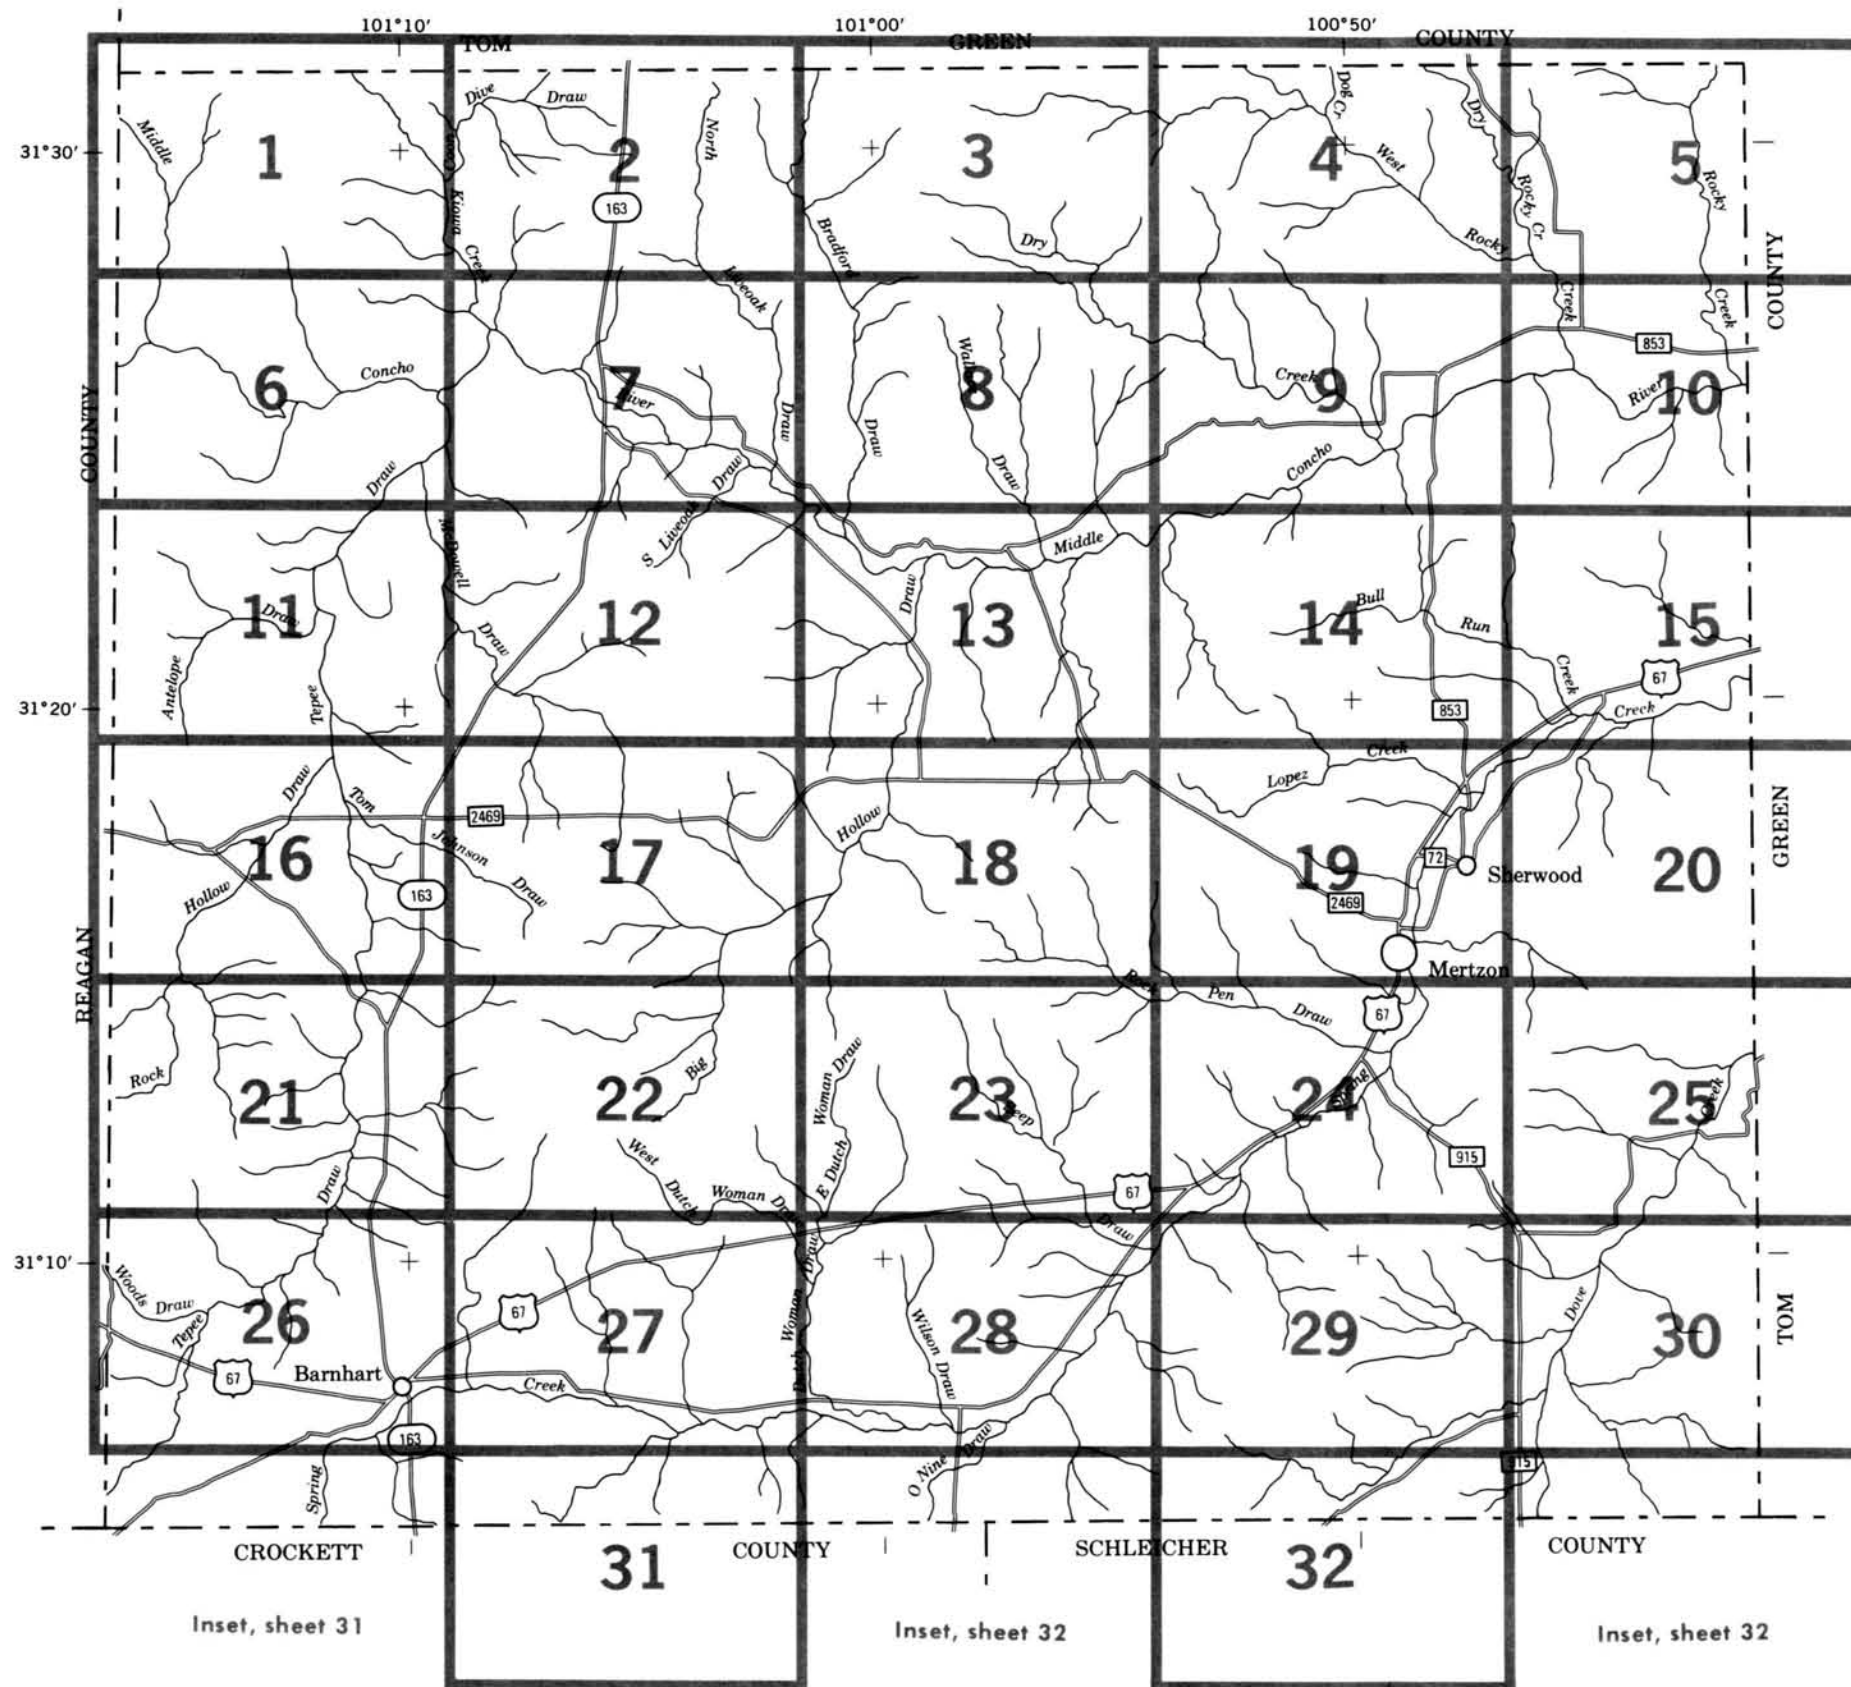 101°10' 101°00' 100°50'
TOM GREEN COUNTY
Dive Draw Dog Cr. Dry
Middle North
31°30' 1 2 3 4 5
West Rocky
Kiowa 163 Rocky Cr
Bradford Dry Rocky
Creek Liveoak Creek Creek COUNTY
853
Walker
Concho Creek
6 7 8 9 10
River River
COUNTY
Draw Draw
Draw Draw Draw Concho
S Liveoak
McDowell Middle
Draw Bull
11 12 13 14 15
Draw Draw Run
Antelope Creek 67
Tepee
31°20' 853 Creek
Creek
Draw Lopez
Tom
2469 Hollow GREEN
Johnson
16 17 18 19 20
72 Sherwood
Hollow 163 Draw 2469
REAGAN
Mertzon
Rock Pen Draw
67
Woman Draw
Rock Big
21 22 23 24 25
Deep Spring Creek
West E Dutch 915
Draw Dutch Woman Draw 67
Draw
Draw
31°10'
Woods Draw
Tepee 67 Woman Wilson Draw Dove
26 27 28 29 30
TOM
Barnhart
67 Creek Dutch
163
Spring O Nine Draw 915
CROCKETT COUNTY SCHLEICHER COUNTY
31 32
Inset, sheet 31 Inset, sheet 32 Inset, sheet 32